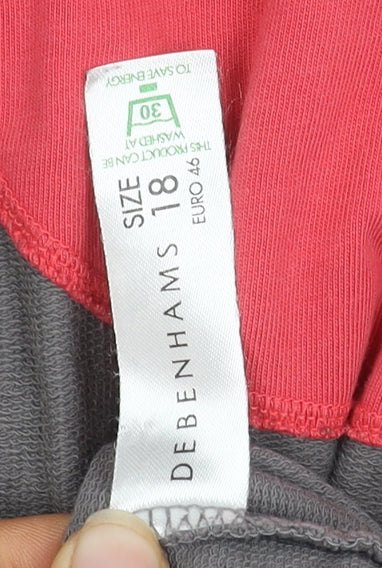 THIS PRODUCT CAN BE
WASHED AT
30
TO SAVE ENERGY
SIZE
18
EURO 46
DEBENHAMS